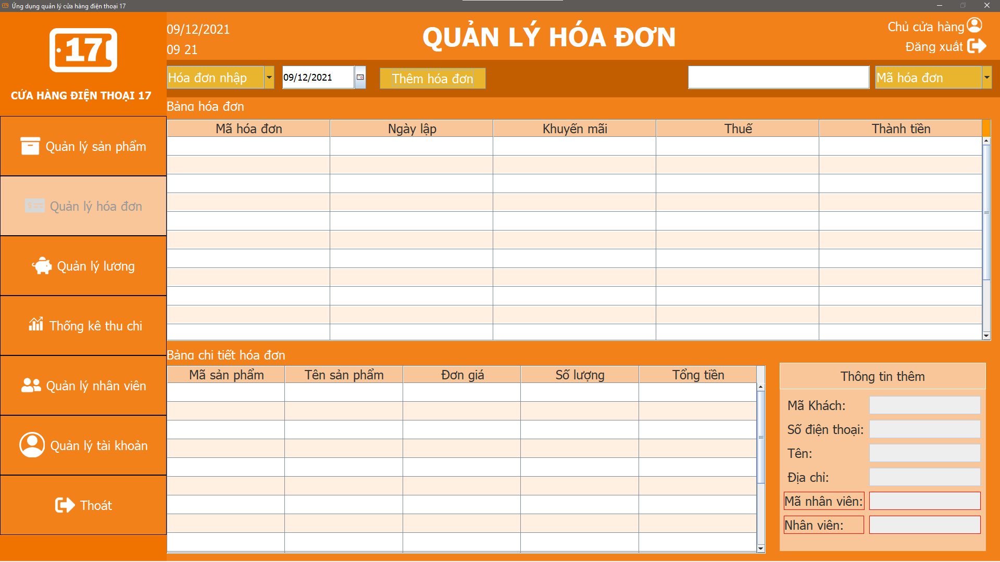 Ứng dụng quản lý cửa hàng điện thoại 17
17
CỬA HÀNG ĐIỆN THOẠI 17
Quản lý sản phẩm
Quản lý hóa đơn
Quản lý lương
Thống kê thu chi
Quản lý nhân viên
Quản lý tài khoản
Thoát
09/12/2021
09 21
QUẢN LÝ HÓA ĐƠN
Chủ cửa hàng
Đăng xuất
Hóa đơn nhập
09/12/2021
Thêm hóa đơn
Mã hóa đơn
Bảng hóa đơn
Mã hóa đơn
Ngày lập
Khuyến mãi
Thuế
Thành tiền
Bảng chi tiết hóa đơn
Mã sản phẩm
Tên sản phẩm
Đơn giá
Số lượng
Tổng tiền
Thông tin thêm
Mã Khách:
Số điện thoại:
Tên:
Địa chỉ:
Mã nhân viên:
Nhân viên: